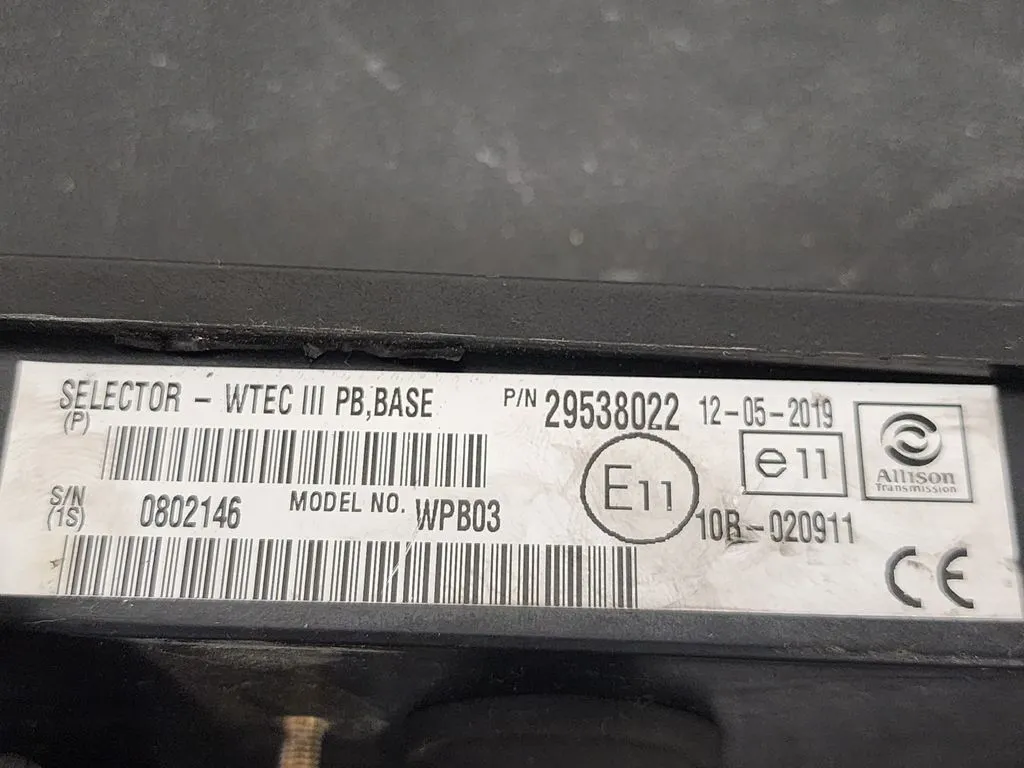 SELECTOR - WTEC III PB,BASE P/N 29538022 12-05-2019
(P)
E11 e11 Allison
Transmission
S/N 0802146 MODEL NO. WPB03
(1S)
10R-020911
CE